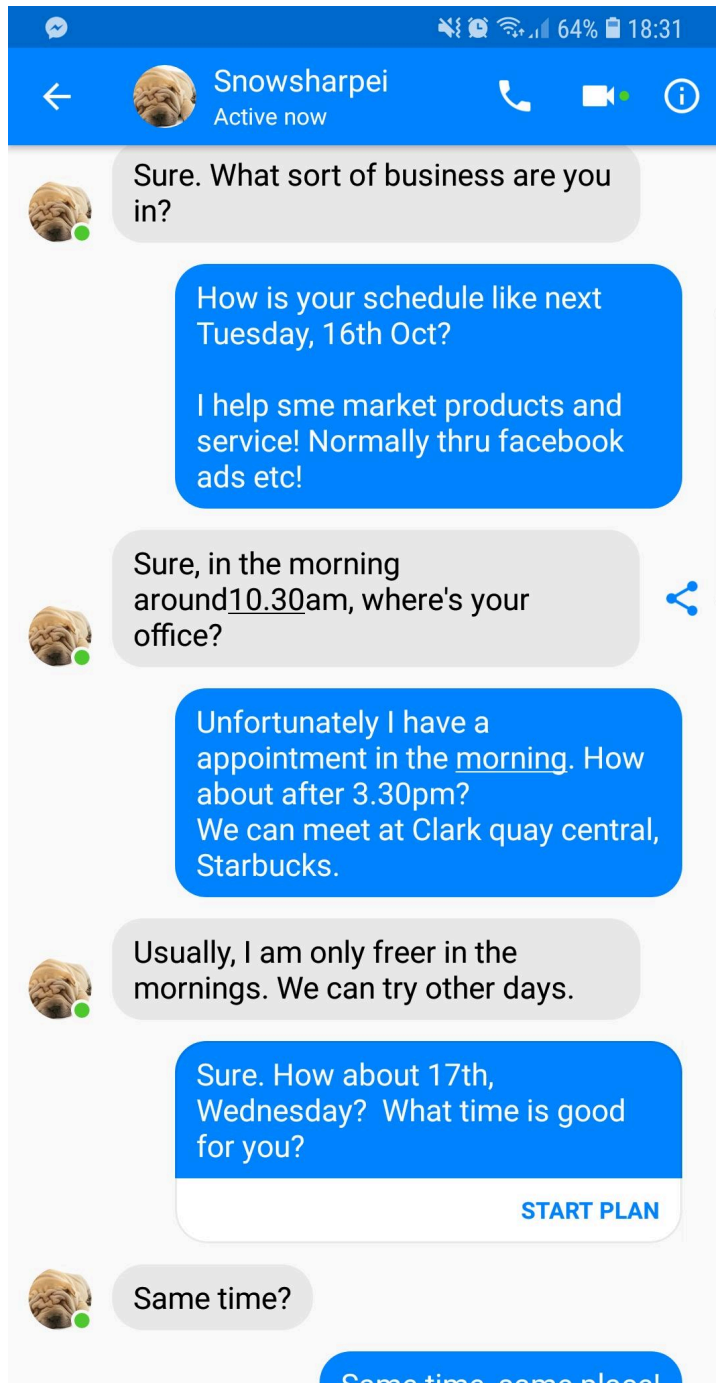 64% 18:31
Snowsharpei
Active now
Sure. What sort of business are you
in?
How is your schedule like next
Tuesday, 16th Oct?
I help sme market products and
service! Normally thru facebook
ads etc!
Sure, in the morning
around10.30am, where's your
office?
Unfortunately I have a
appointment in the morning. How
about after 3.30pm?
We can meet at Clark quay central,
Starbucks.
Usually, I am only freer in the
mornings. We can try other days.
Sure. How about 17th,
Wednesday?  What time is good
for you?
START PLAN
Same time?
Same time, same place!